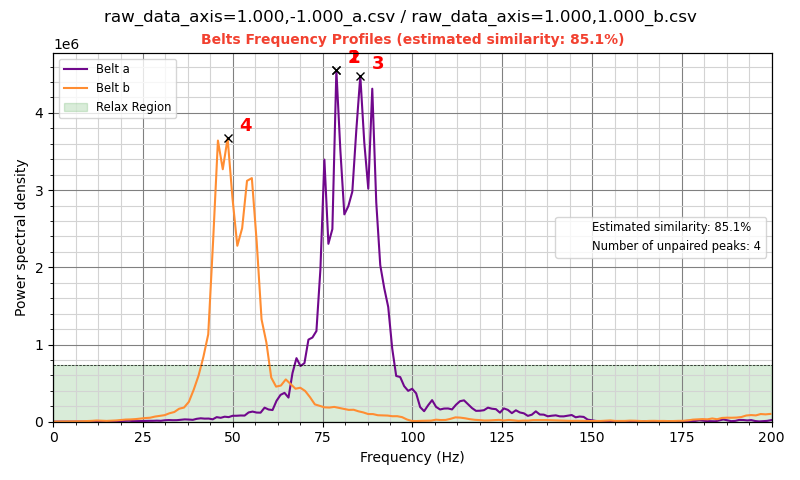 raw_data_axis=1.000,-1.000_a.csv / raw_data_axis=1.000,1.000_b.csv
Belts Frequency Profiles (estimated similarity: 85.1%)
1e6
Belt a
Belt b
Relax Region
1
2
3
4
Estimated similarity: 85.1%
Number of unpaired peaks: 4
Power spectral density
4
3
2
1
0
0 25 50 75 100 125 150 175 200
Frequency (Hz)